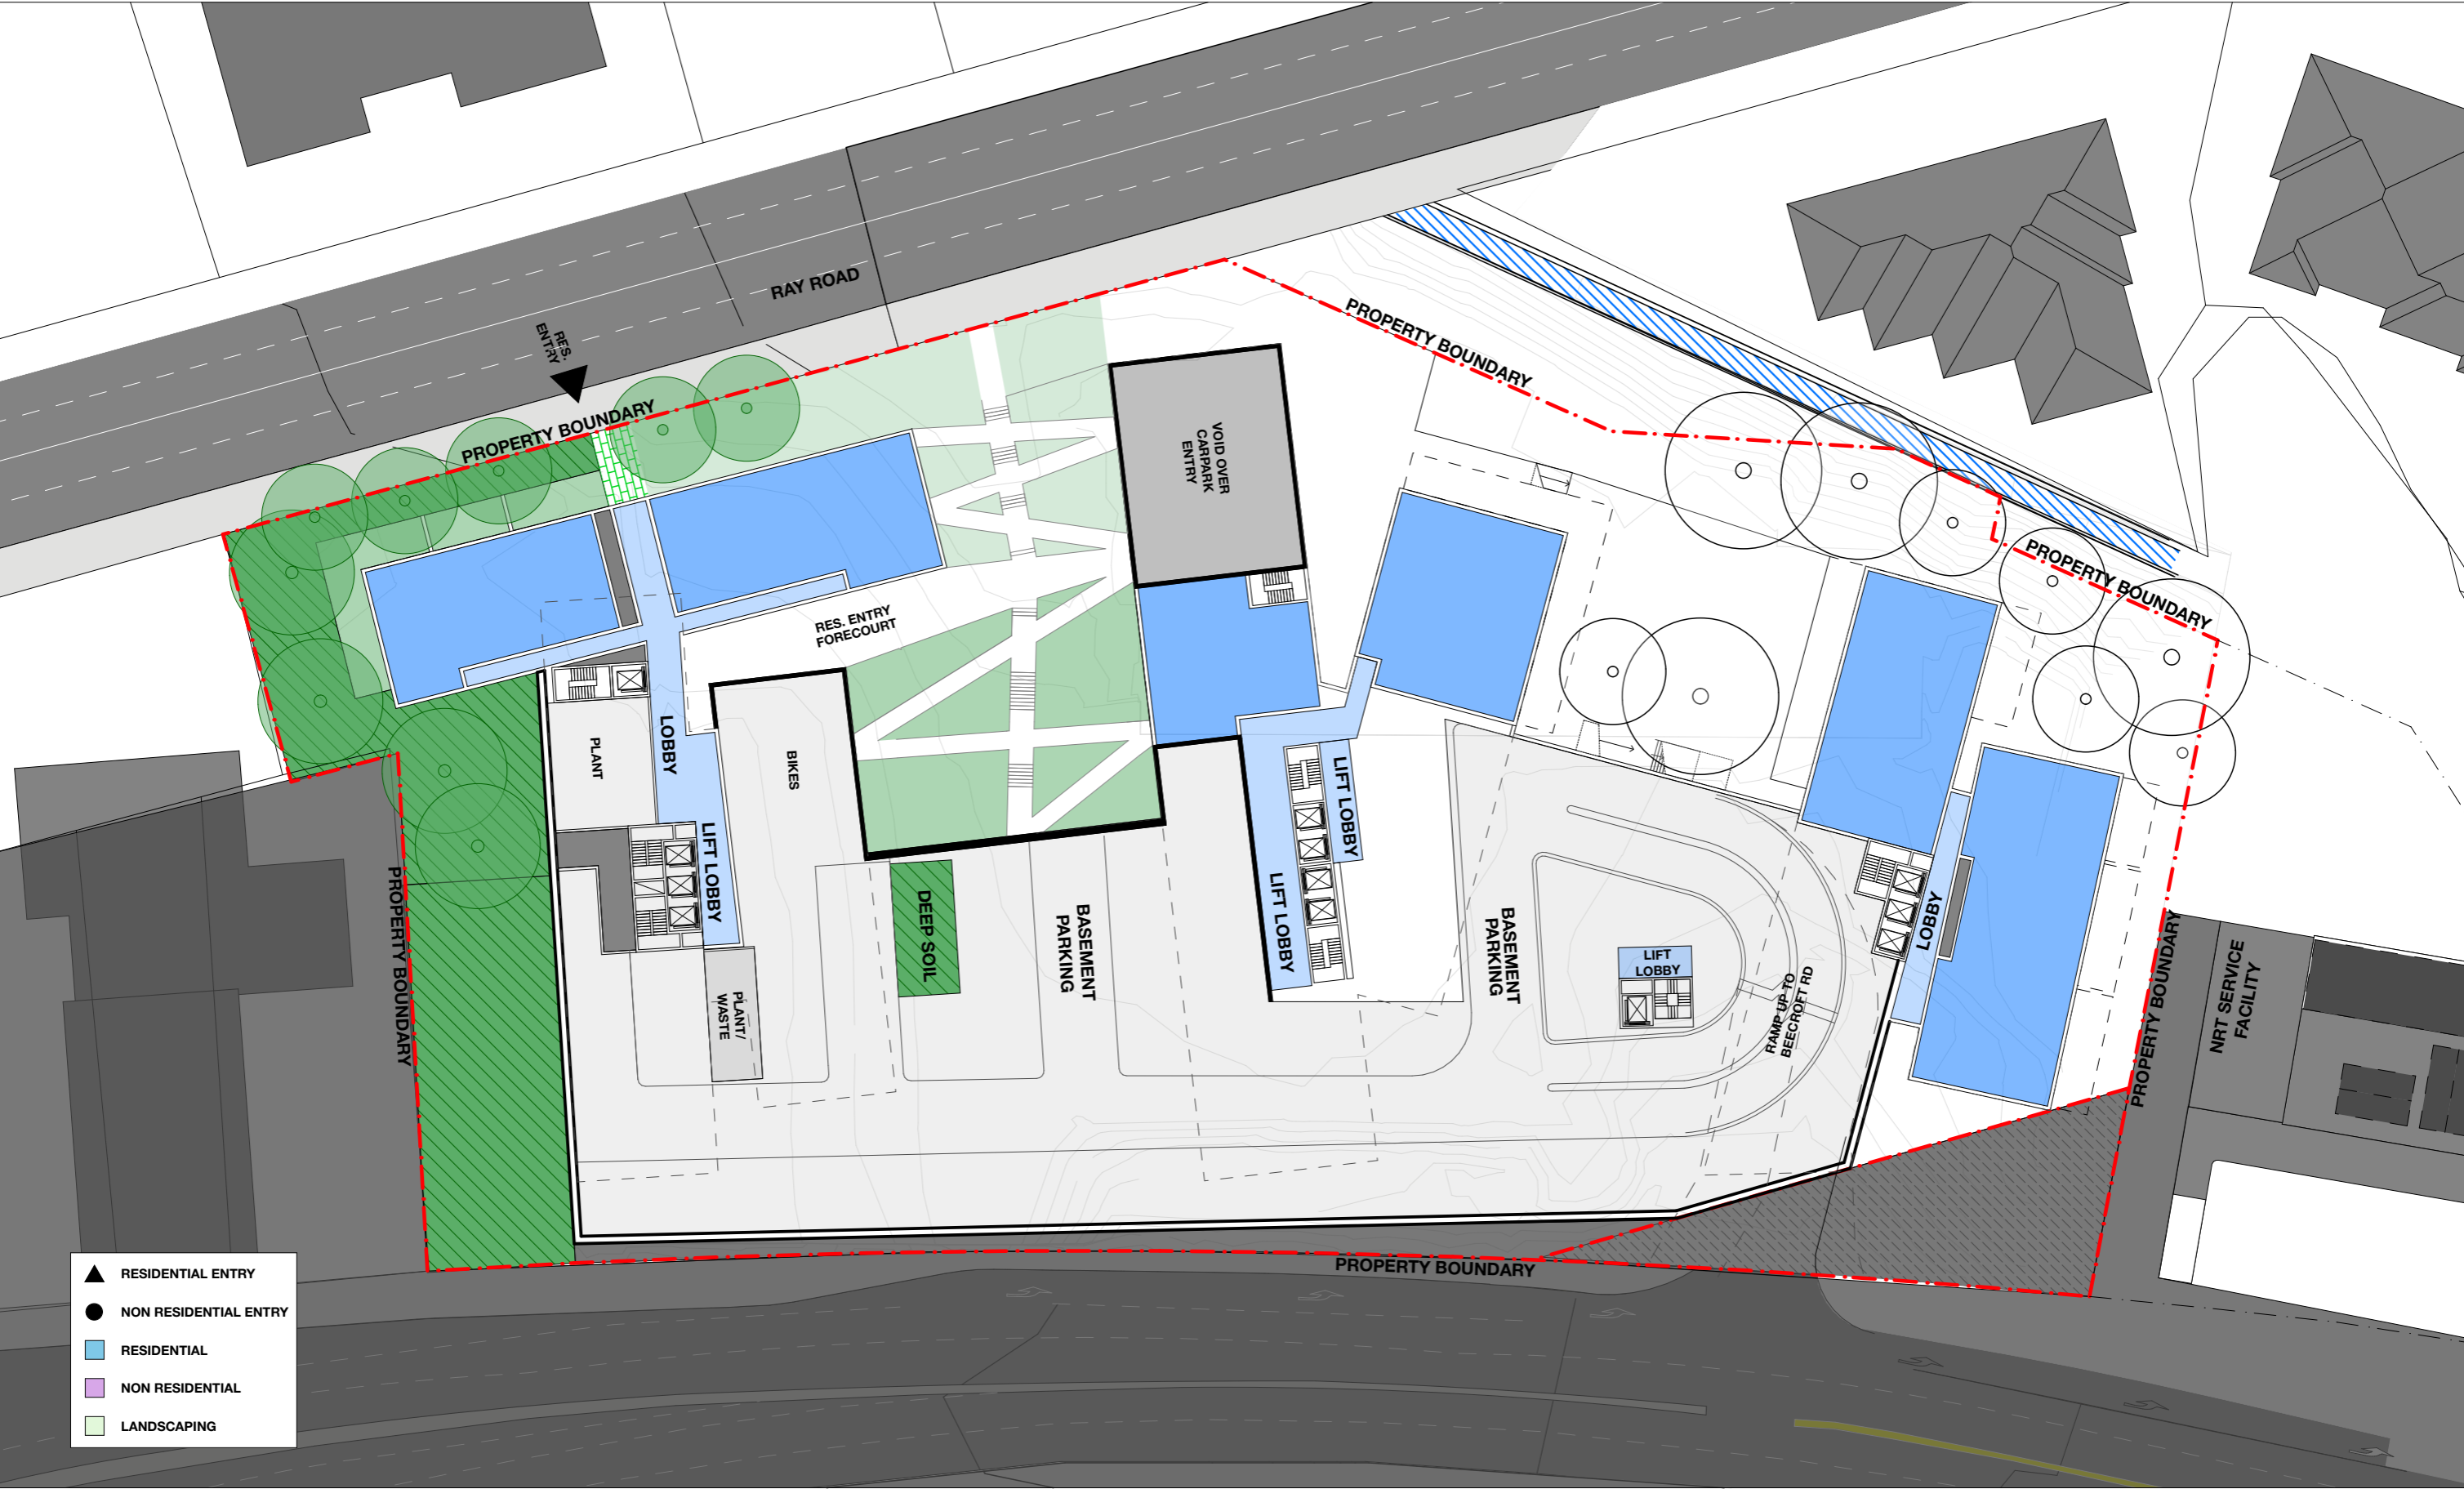 RAY ROAD
RES.
ENTRY
PROPERTY BOUNDARY
PROPERTY BOUNDARY
VOID OVER
CARPARK
ENTRY
PROPERTY BOUNDARY
RES. ENTRY
FORECOURT
PLANT
LOBBY
BIKES
LIFT LOBBY
LIFT LOBBY
PROPERTY BOUNDARY
DEEP SOIL
BASEMENT
PARKING
LIFT LOBBY
BASEMENT
PARKING
LIFT
LOBBY
LOBBY
RAMP UP TO
BEECROFT RD
PLANT/
WASTE
PROPERTY BOUNDARY
NRT SERVICE
FACILITY
PROPERTY BOUNDARY
RESIDENTIAL ENTRY
NON RESIDENTIAL ENTRY
RESIDENTIAL
NON RESIDENTIAL
LANDSCAPING